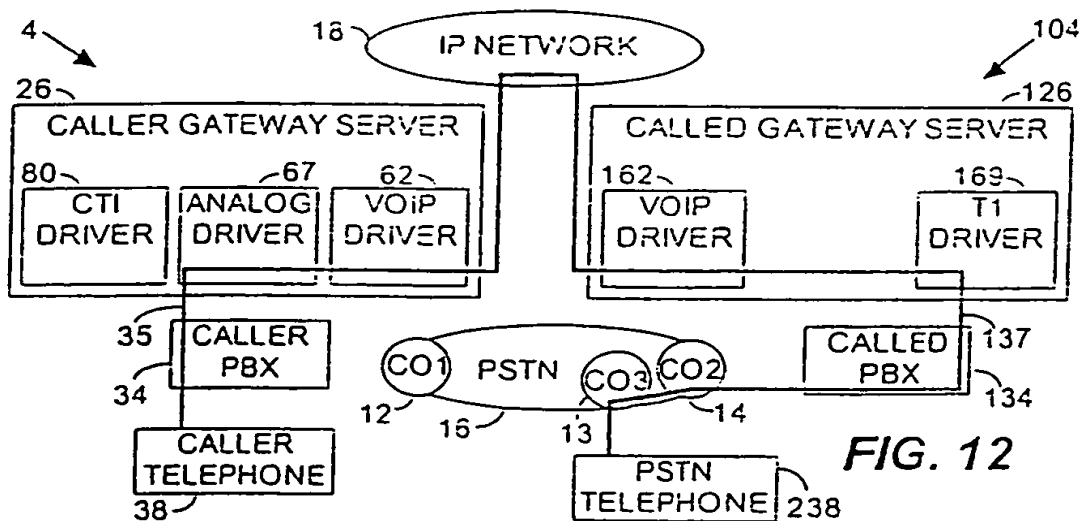 4
18
IP NETWORK
104
26
CALLER GATEWAY SERVER
126
CALLED GATEWAY SERVER
80
CTI
DRIVER
67
ANALOG
DRIVER
62
VOiP
DRIVER
162
VOIP
DRIVER
169
T1
DRIVER
35
CALLER
PBX
34
CO1
PSTN
CO3
CO2
12
16
13
14
CALLED
PBX
137
134
CALLER
TELEPHONE
38
PSTN
TELEPHONE
238
FIG. 12